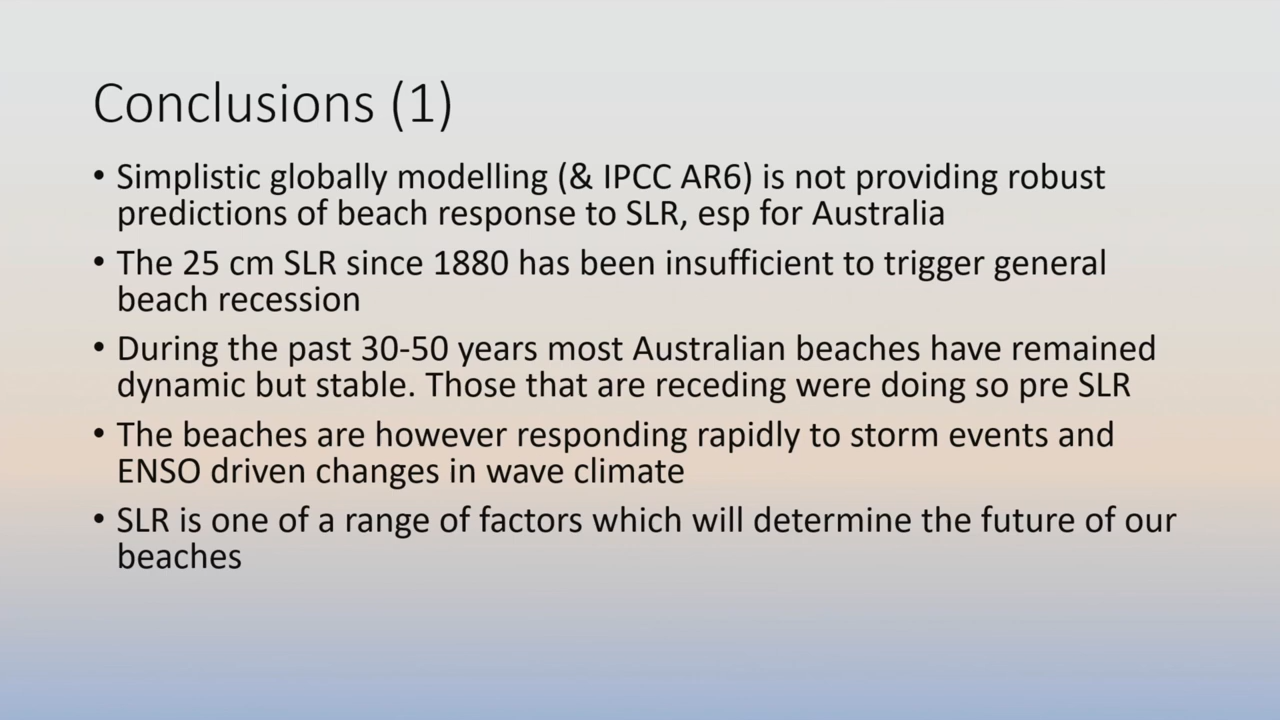 Conclusions (1)
• Simplistic globally modelling (& IPCC AR6) is not providing robust
predictions of beach response to SLR, esp for Australia
• The 25 cm SLR since 1880 has been insufficient to trigger general
beach recession
• During the past 30-50 years most Australian beaches have remained
dynamic but stable. Those that are receding were doing so pre SLR
• The beaches are however responding rapidly to storm events and
ENSO driven changes in wave climate
• SLR is one of a range of factors which will determine the future of our
beaches